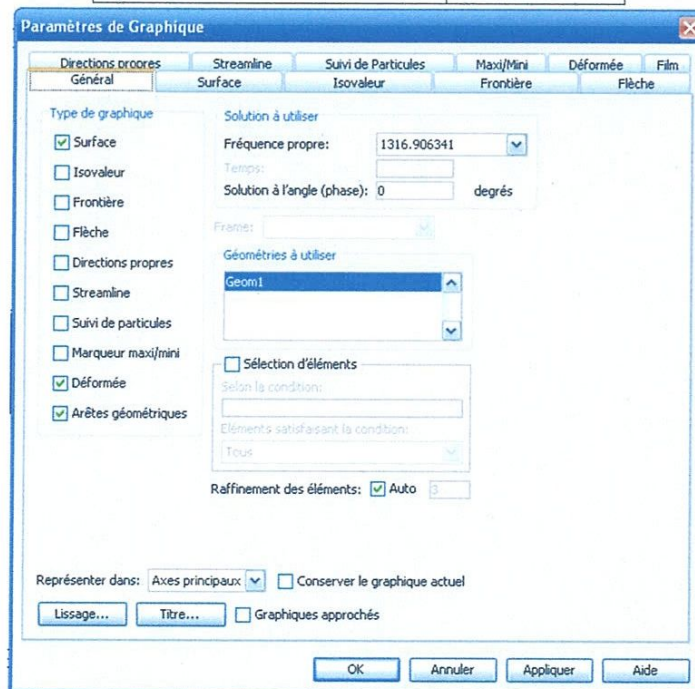 Paramètres de Graphique
Directions propres Streamline Suivi de Particules Maxi/Mini Déformée Film
Général Surface Isovaleur Frontière Flèche
Type de graphique
Surface
Isovaleur
Frontière
Flèche
Directions propres
Streamline
Suivi de particules
Marqueur maxi/mini
Déformée
Arêtes géométriques
Solution à utiliser
Fréquence propre: 1316.906341
Temps:
Solution à l'angle (phase): 0 degrés
Frame:
Géométries à utiliser
Geom1
Sélection d'éléments
Selon la condition:
Eléments satisfaisant la condition:
Tous
Raffinement des éléments: Auto 3
Représenter dans: Axes principaux Conserver le graphique actuel
Lissage... Titre... Graphiques approchés
OK Annuler Appliquer Aide